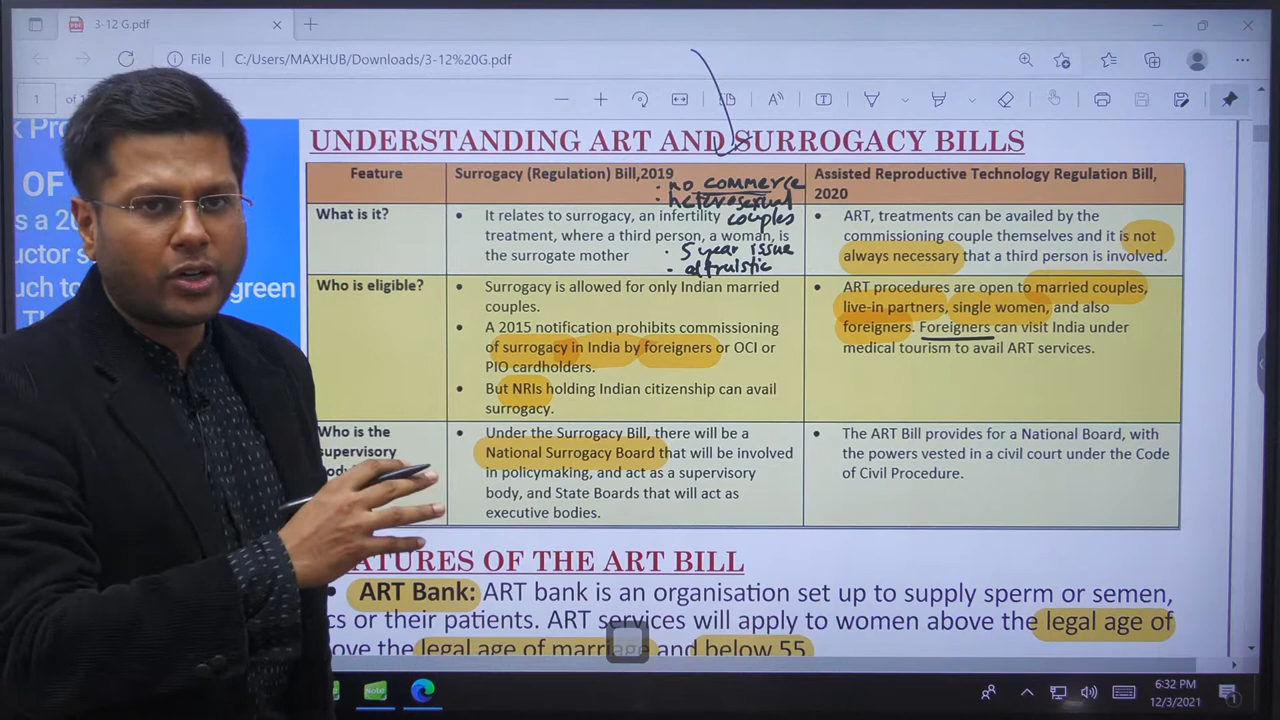 3-12 G.pdf
File C:/Users/MAXHUB/Downloads/3-12%20G.pdf
1 of 1
UNDERSTANDING ART AND SURROGACY BILLS
Feature
Surrogacy (Regulation) Bill,2019
Assisted Reproductive Technology Regulation Bill,
2020
• no commerce
• heterosexual
couples
• 5 year issue
• altruistic
What is it?
• It relates to surrogacy, an infertility
treatment, where a third person, a woman, is
the surrogate mother
• ART, treatments can be availed by the
commissioning couple themselves and it is not
always necessary that a third person is involved.
Who is eligible?
• Surrogacy is allowed for only Indian married
couples.
• A 2015 notification prohibits commissioning
of surrogacy in India by foreigners or OCI or
PIO cardholders.
• But NRIs holding Indian citizenship can avail
surrogacy.
• ART procedures are open to married couples,
live-in partners, single women, and also
foreigners. Foreigners can visit India under
medical tourism to avail ART services.
Who is the
supervisory
• Under the Surrogacy Bill, there will be a
National Surrogacy Board that will be involved
in policymaking, and act as a supervisory
body, and State Boards that will act as
executive bodies.
• The ART Bill provides for a National Board, with
the powers vested in a civil court under the Code
of Civil Procedure.
ATURES OF THE ART BILL
• ART Bank: ART bank is an organisation set up to supply sperm or semen,
cs or their patients. ART services will apply to women above the legal age of
ove the legal age of marriage and below 55
OF
s a 20
uctor s
uch to
green
Note
6:32 PM
12/3/2021
1